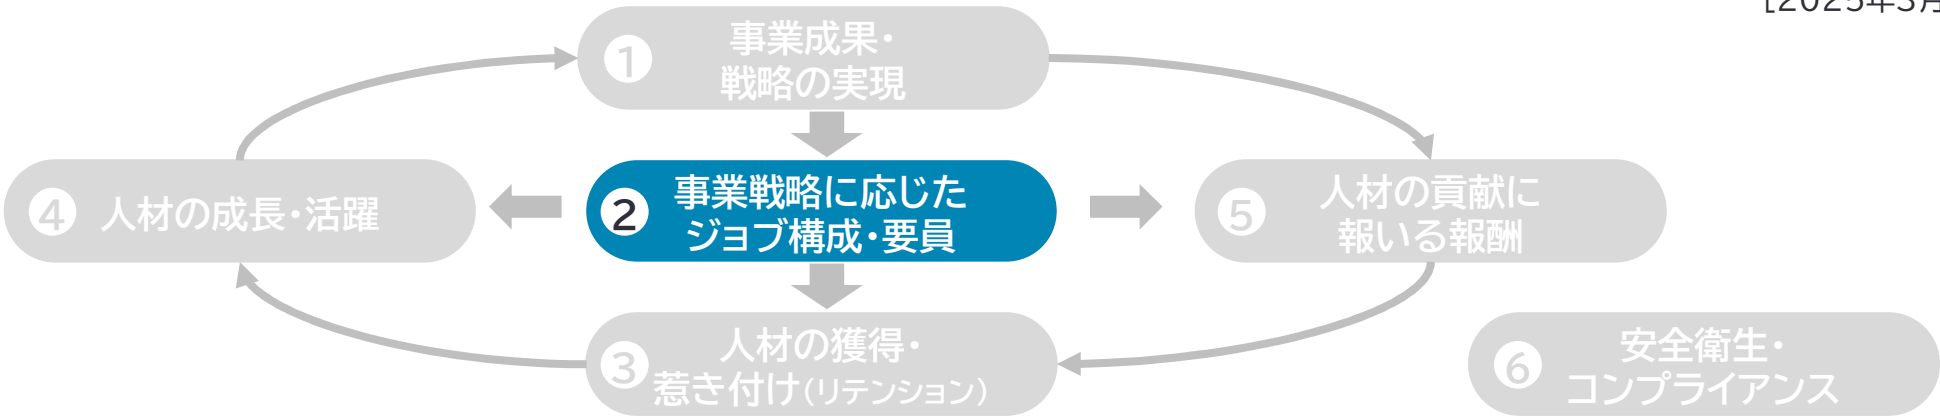 [2025年3月
1 事業成果・
戦略の実現
4 人材の成長・活躍
2 事業戦略に応じた
ジョブ構成・要員
5 人材の貢献に
報いる報酬
3 人材の獲得・
惹き付け(リテンション)
6 安全衛生・
コンプライアンス